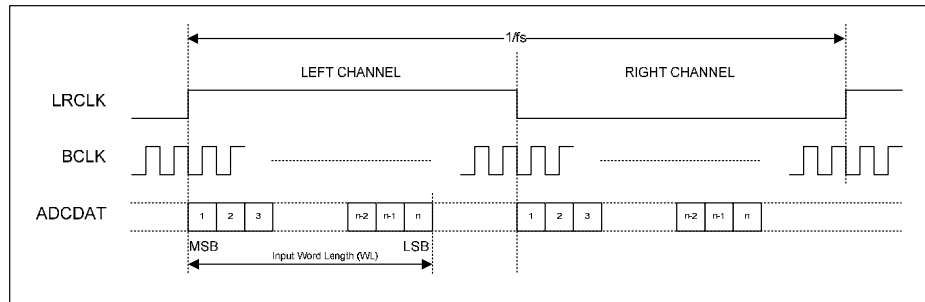 1/fs
LEFT CHANNEL RIGHT CHANNEL
LRCLK
BCLK
ADCDAT 1 2 3 n-2 n-1 n 1 2 3 n-2 n-1 n
MSB LSB
Input Word Length (WL)